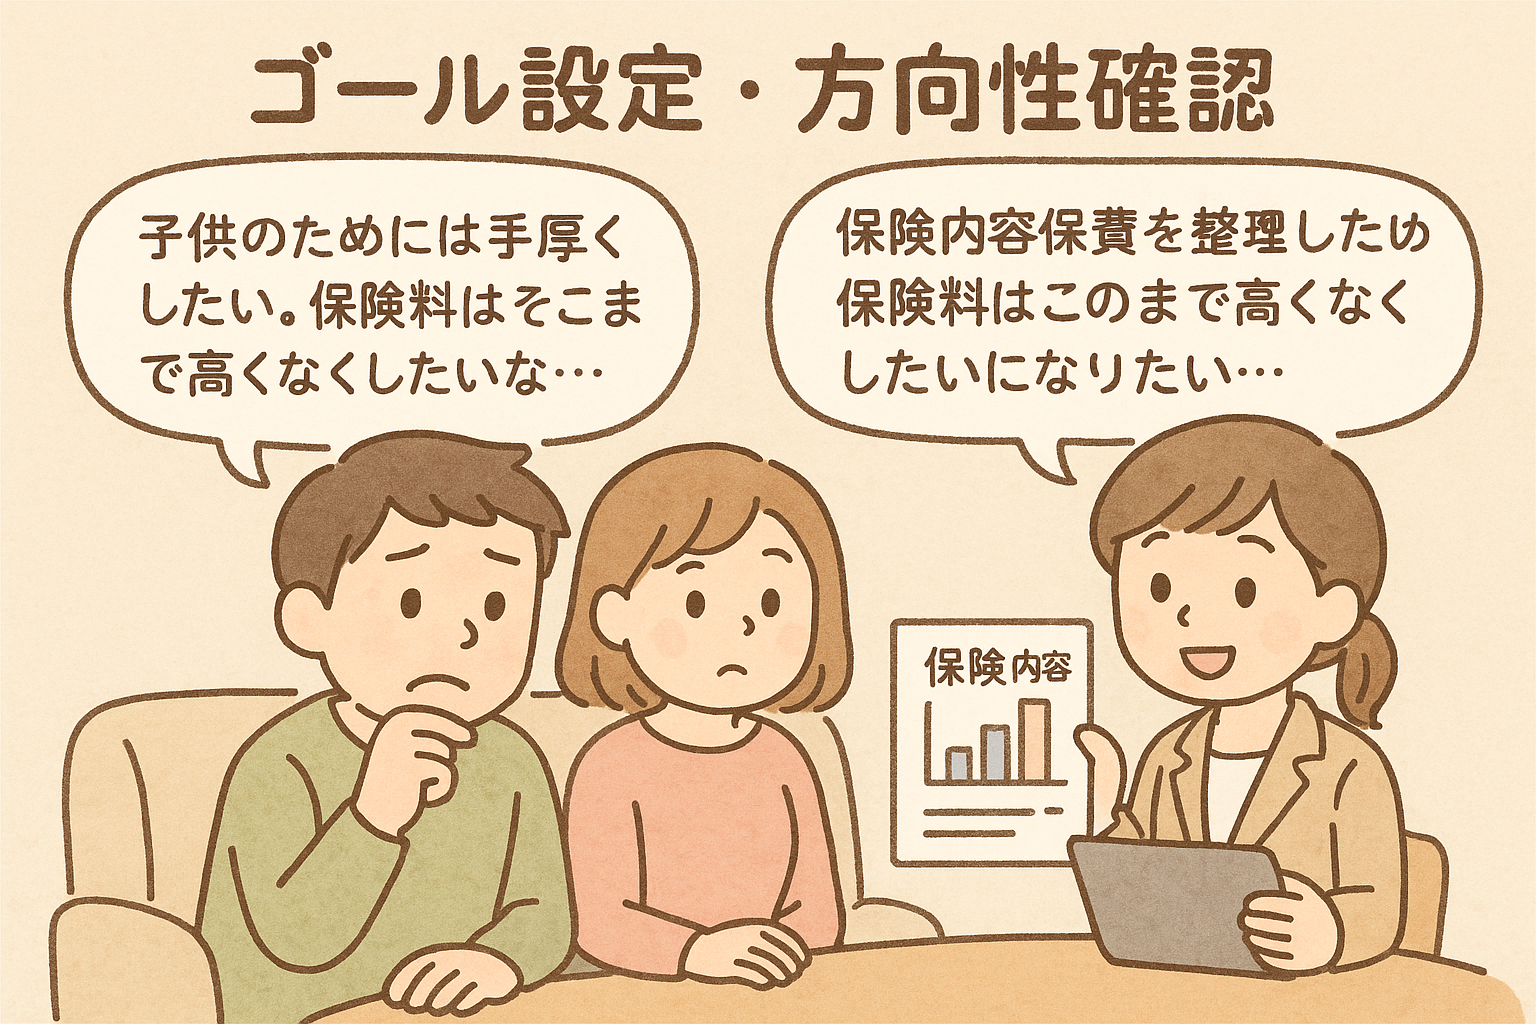 ゴール設定・方向性確認
子供のためには手厚く
したい。保険料はそこま
で高くなくしたいな…
保険内容保費を整理したゆ
保険料はこのまで高くなく
したいになりたい…
保険内容